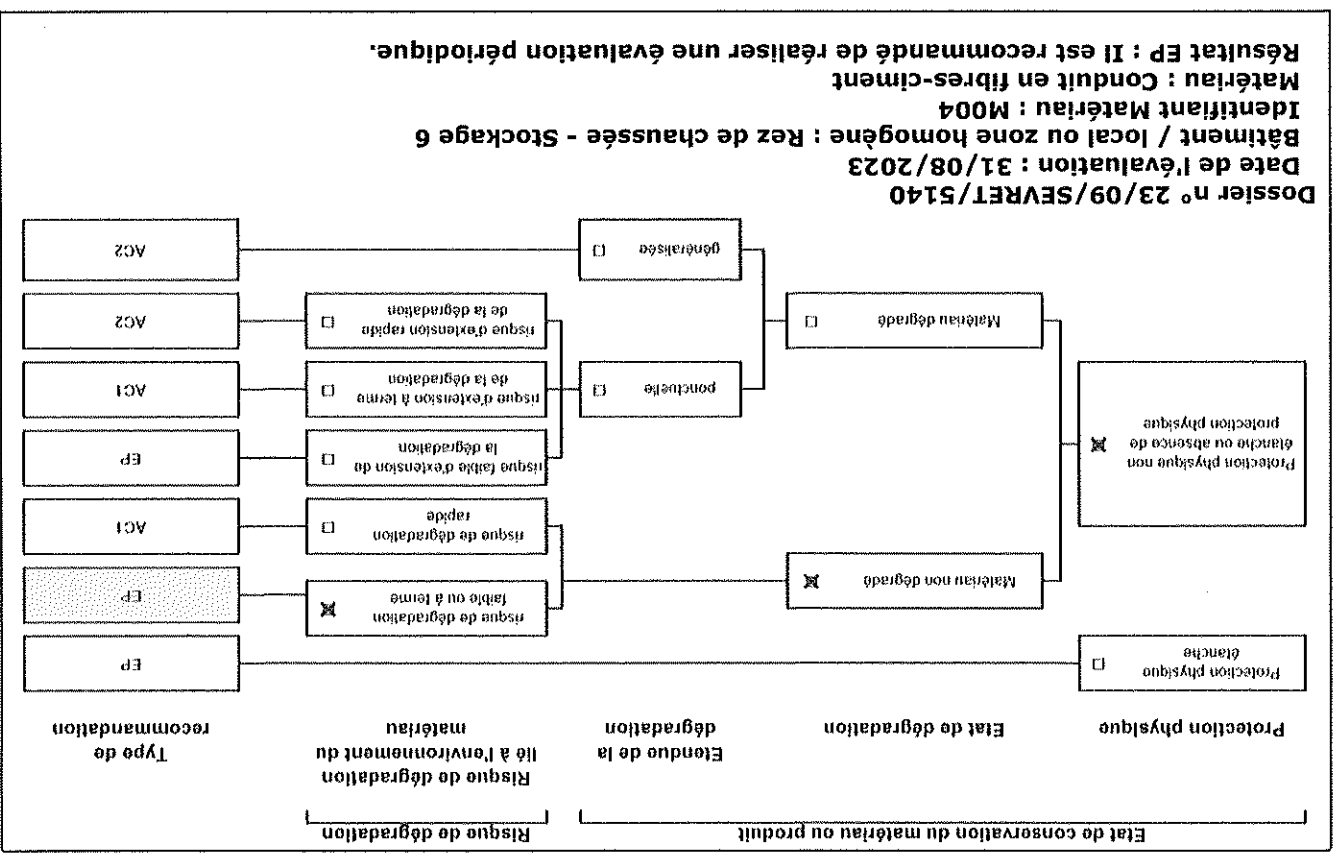 Etat de conservation du matériau ou produit
Risque de dégradation
Protection physique
Etat de dégradation
Etendue de la
dégradation
Risque de dégradation
lié à l'environnement du
matériau
Type de
recommandation
Protection physique
étanche
☐
EP
risque de dégradation
faible ou à terme
☒
EP
Matériau non dégradé
☒
risque de dégradation
rapide
☐
AC1
Protection physique non
étanche ou absence de
protection physique
☒
risque faible d'extension de
la dégradation
☐
EP
ponctuelle
☐
risque d'extension à terme
de la dégradation
☐
AC1
Matériau dégradé
☐
risque d'extension rapide
de la dégradation
☐
AC2
généralisée
☐
AC2
Dossier n° 23/09/SEVRET/5140
Date de l'évaluation : 31/08/2023
Bâtiment / local ou zone homogène : Rez de chaussée - Stockage 6
Identifiant Matériau : M004
Matériau : Conduit en fibres-ciment
Résultat EP : Il est recommandé de réaliser une évaluation périodique.